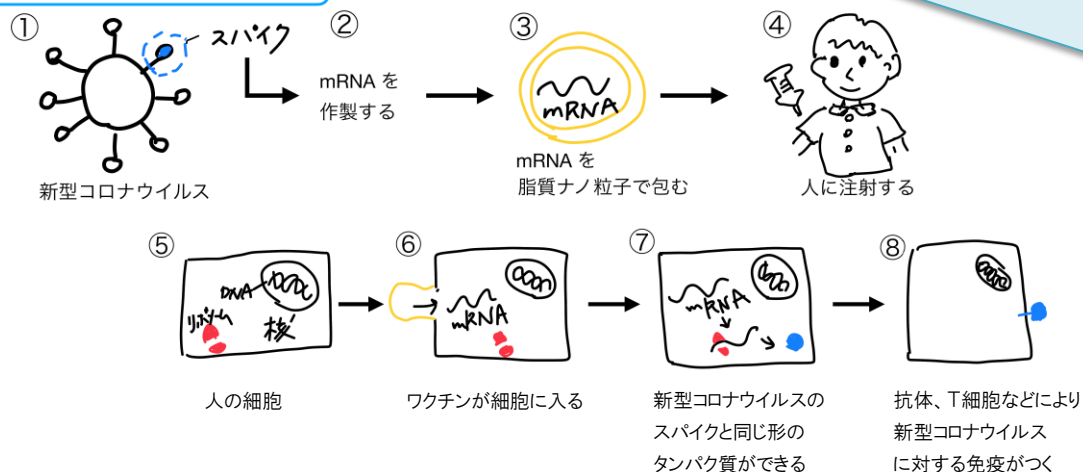 ①
スパイク
新型コロナウイルス
②
mRNA を
作製する
③
mRNA
mRNA を
脂質ナノ粒子で包む
④
人に注射する
⑤
DNA
リボソーム
核
人の細胞
⑥
mRNA
ワクチンが細胞に入る
⑦
mRNA
新型コロナウイルスの
スパイクと同じ形の
タンパク質ができる
⑧
抗体、T細胞などにより
新型コロナウイルス
に対する免疫がつく